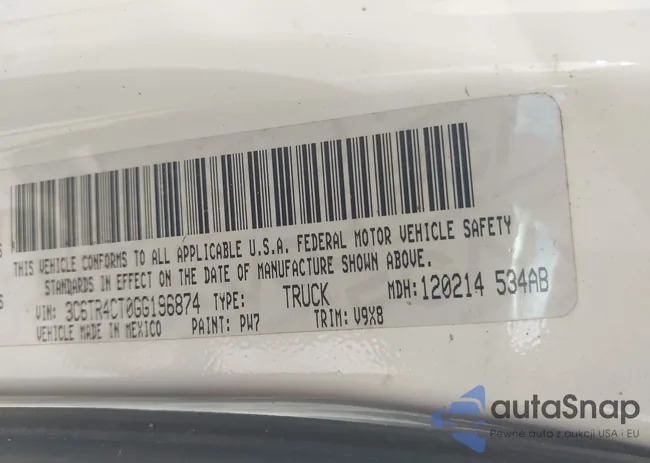 THIS VEHICLE CONFORMS TO ALL APPLICABLE U.S.A. FEDERAL MOTOR VEHICLE SAFETY
STANDARDS IN EFFECT ON THE DATE OF MANUFACTURE SHOWN ABOVE.
VIN: 3C6TR4CT0GG196874 TYPE: TRUCK MDH: 120214 534AB
VEHICLE MADE IN MEXICO PAINT: PW7 TRIM: V9X8
autoSnap
Pewne auta z aukcji USA i EU